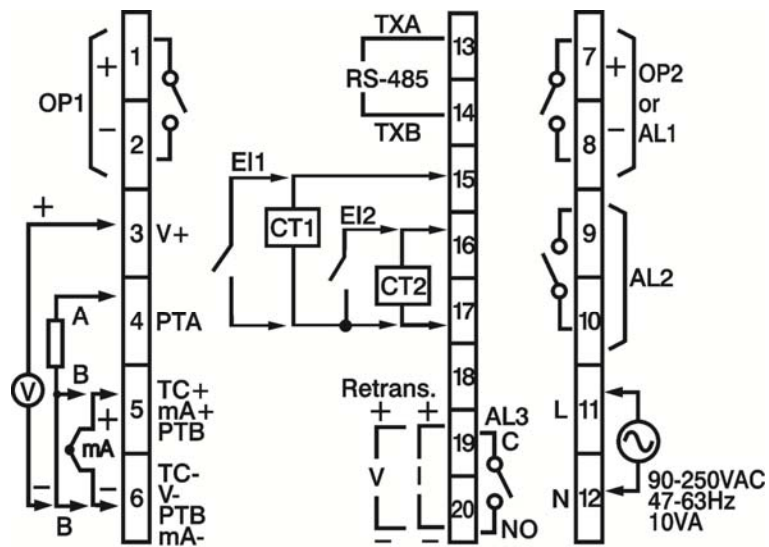 OP1
+
−
1
2
3
4
5
6
V+
PTA
TC+
mA+
PTB
TC-
V-
PTB
mA-
+
V
−
A
B
B
+
mA
−
TXA
RS-485
TXB
EI1
CT1
EI2
CT2
13
14
15
16
17
18
19
20
Retrans.
+ +
V I
− −
AL3
C
NO
7
8
9
10
11
12
+
−
OP2
or
AL1
AL2
L
N
90-250VAC
47-63Hz
10VA